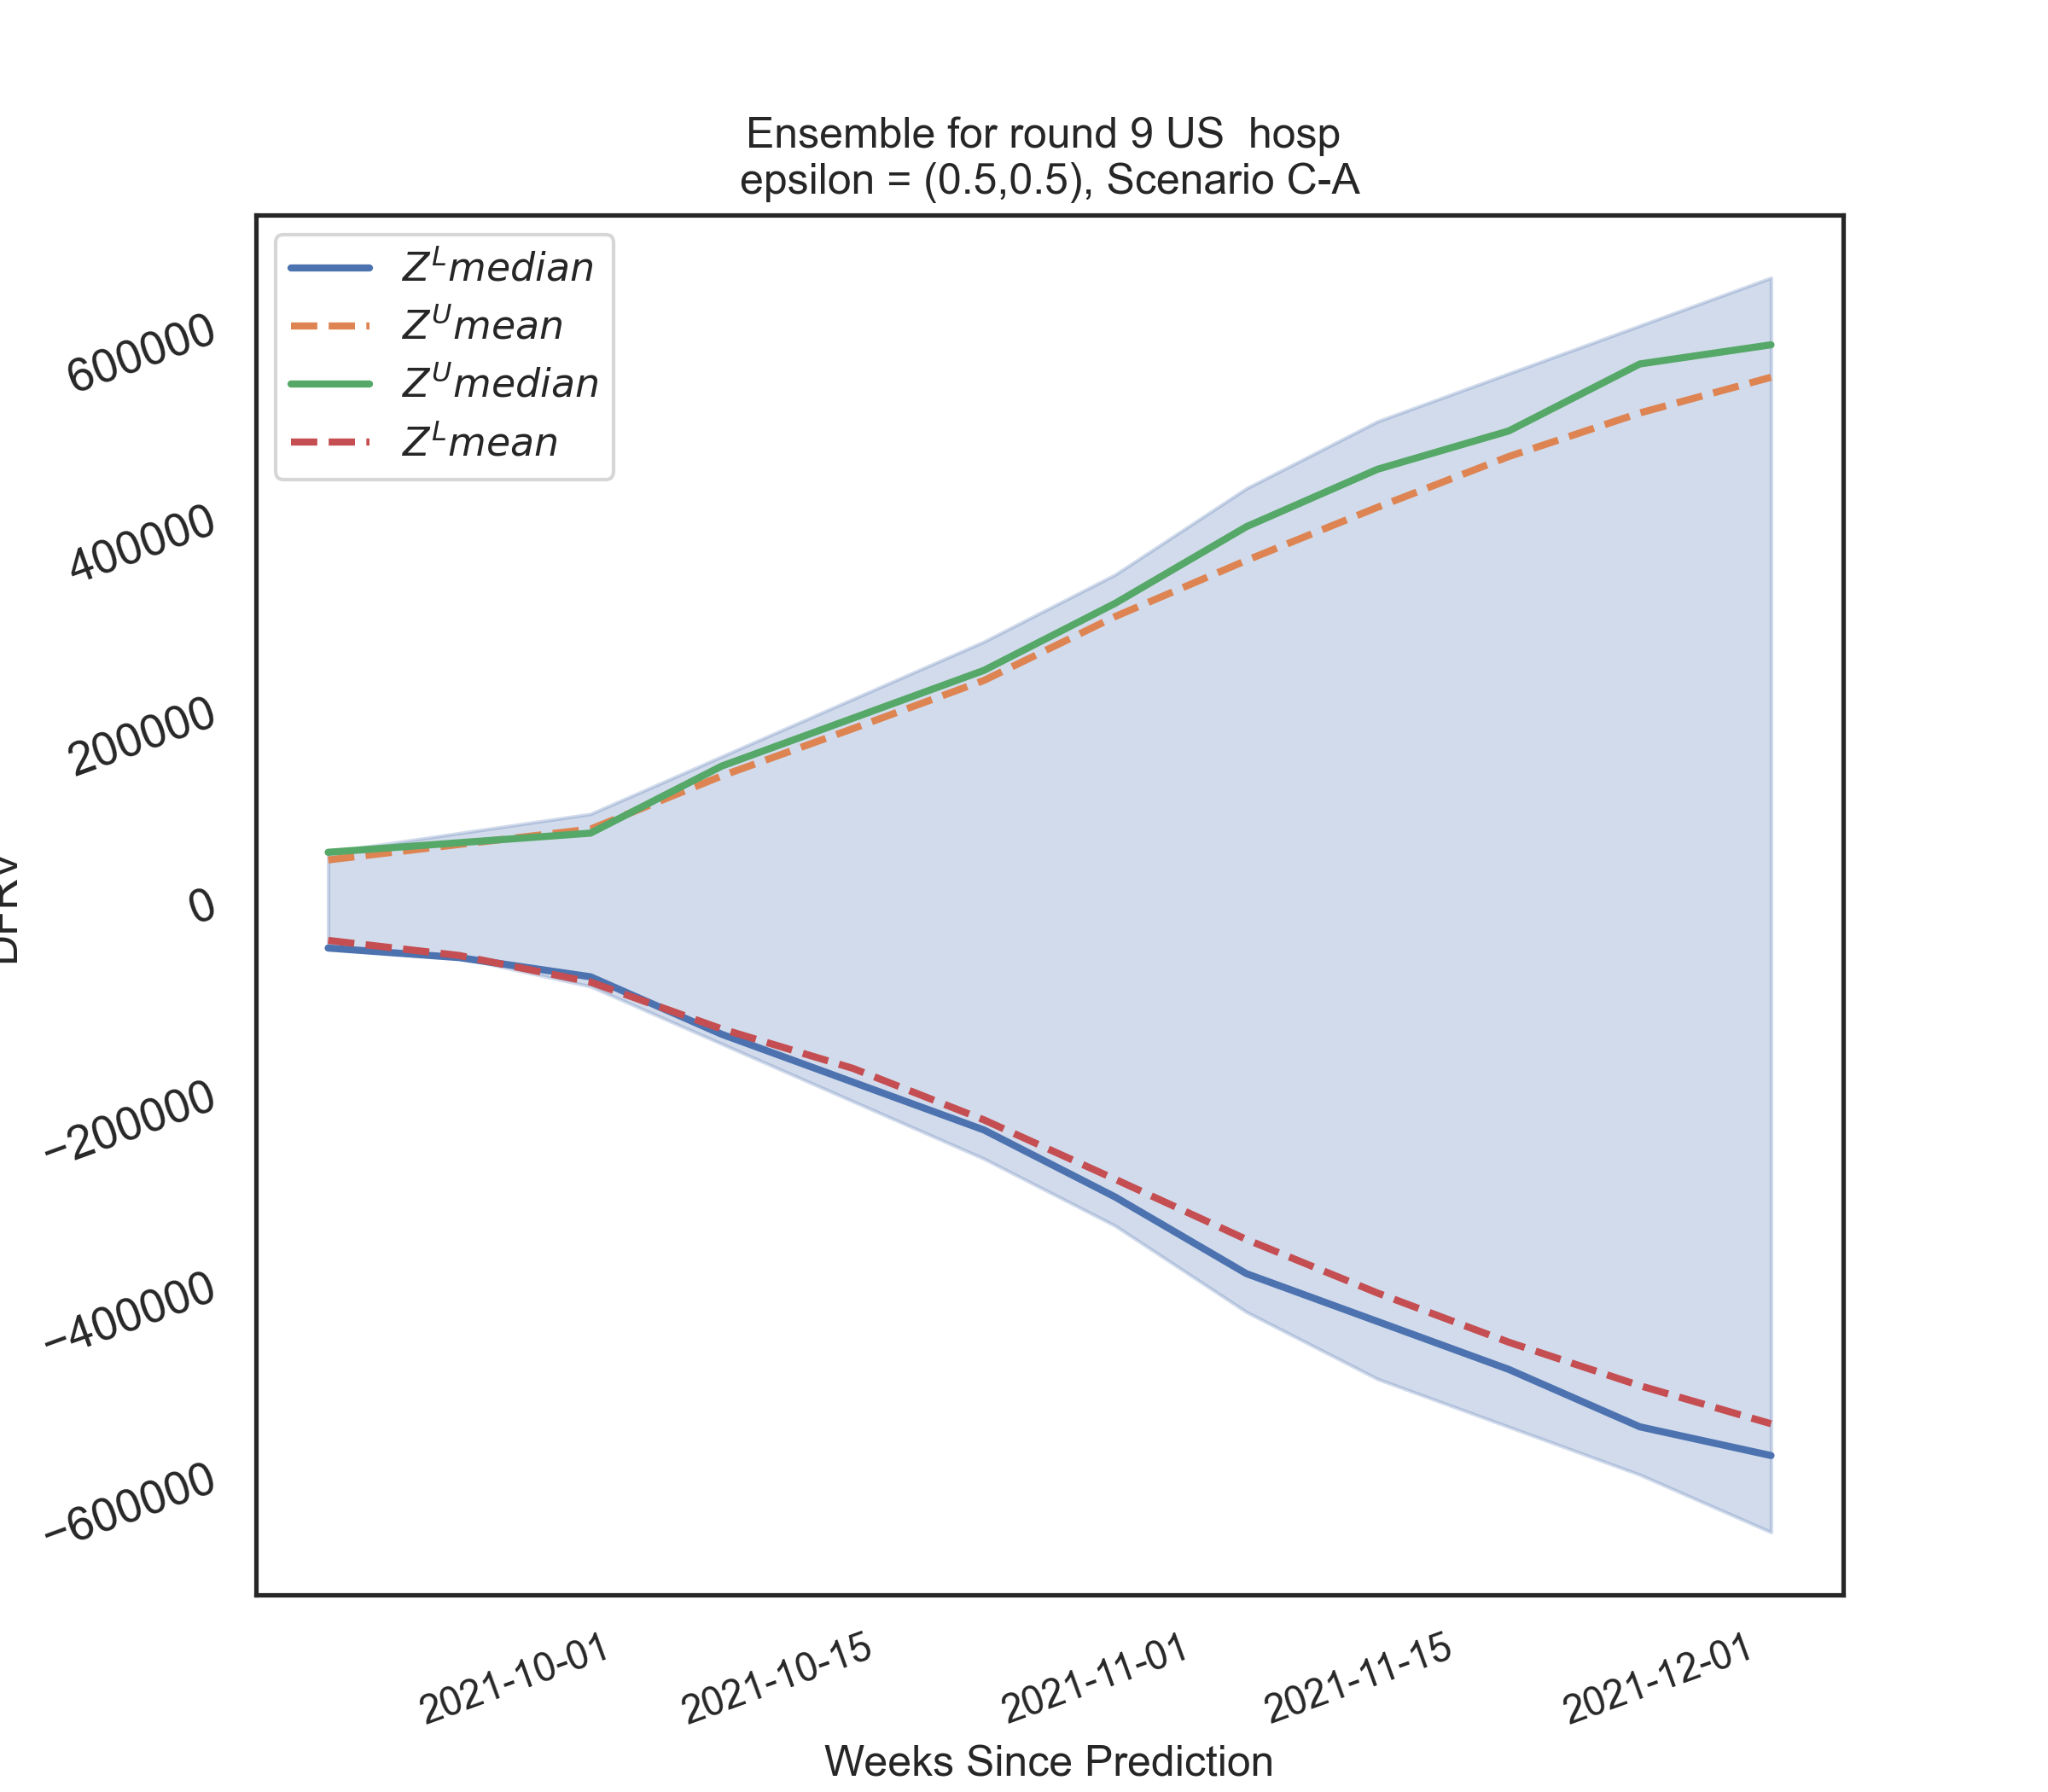 Ensemble for round 9 US  hosp
epsilon = (0.5,0.5), Scenario C-A
Z^L median
Z^U mean
Z^U median
Z^L mean
600000
400000
200000
0
−200000
−400000
−600000
2021-10-01
2021-10-15
2021-11-01
2021-11-15
2021-12-01
Weeks Since Prediction